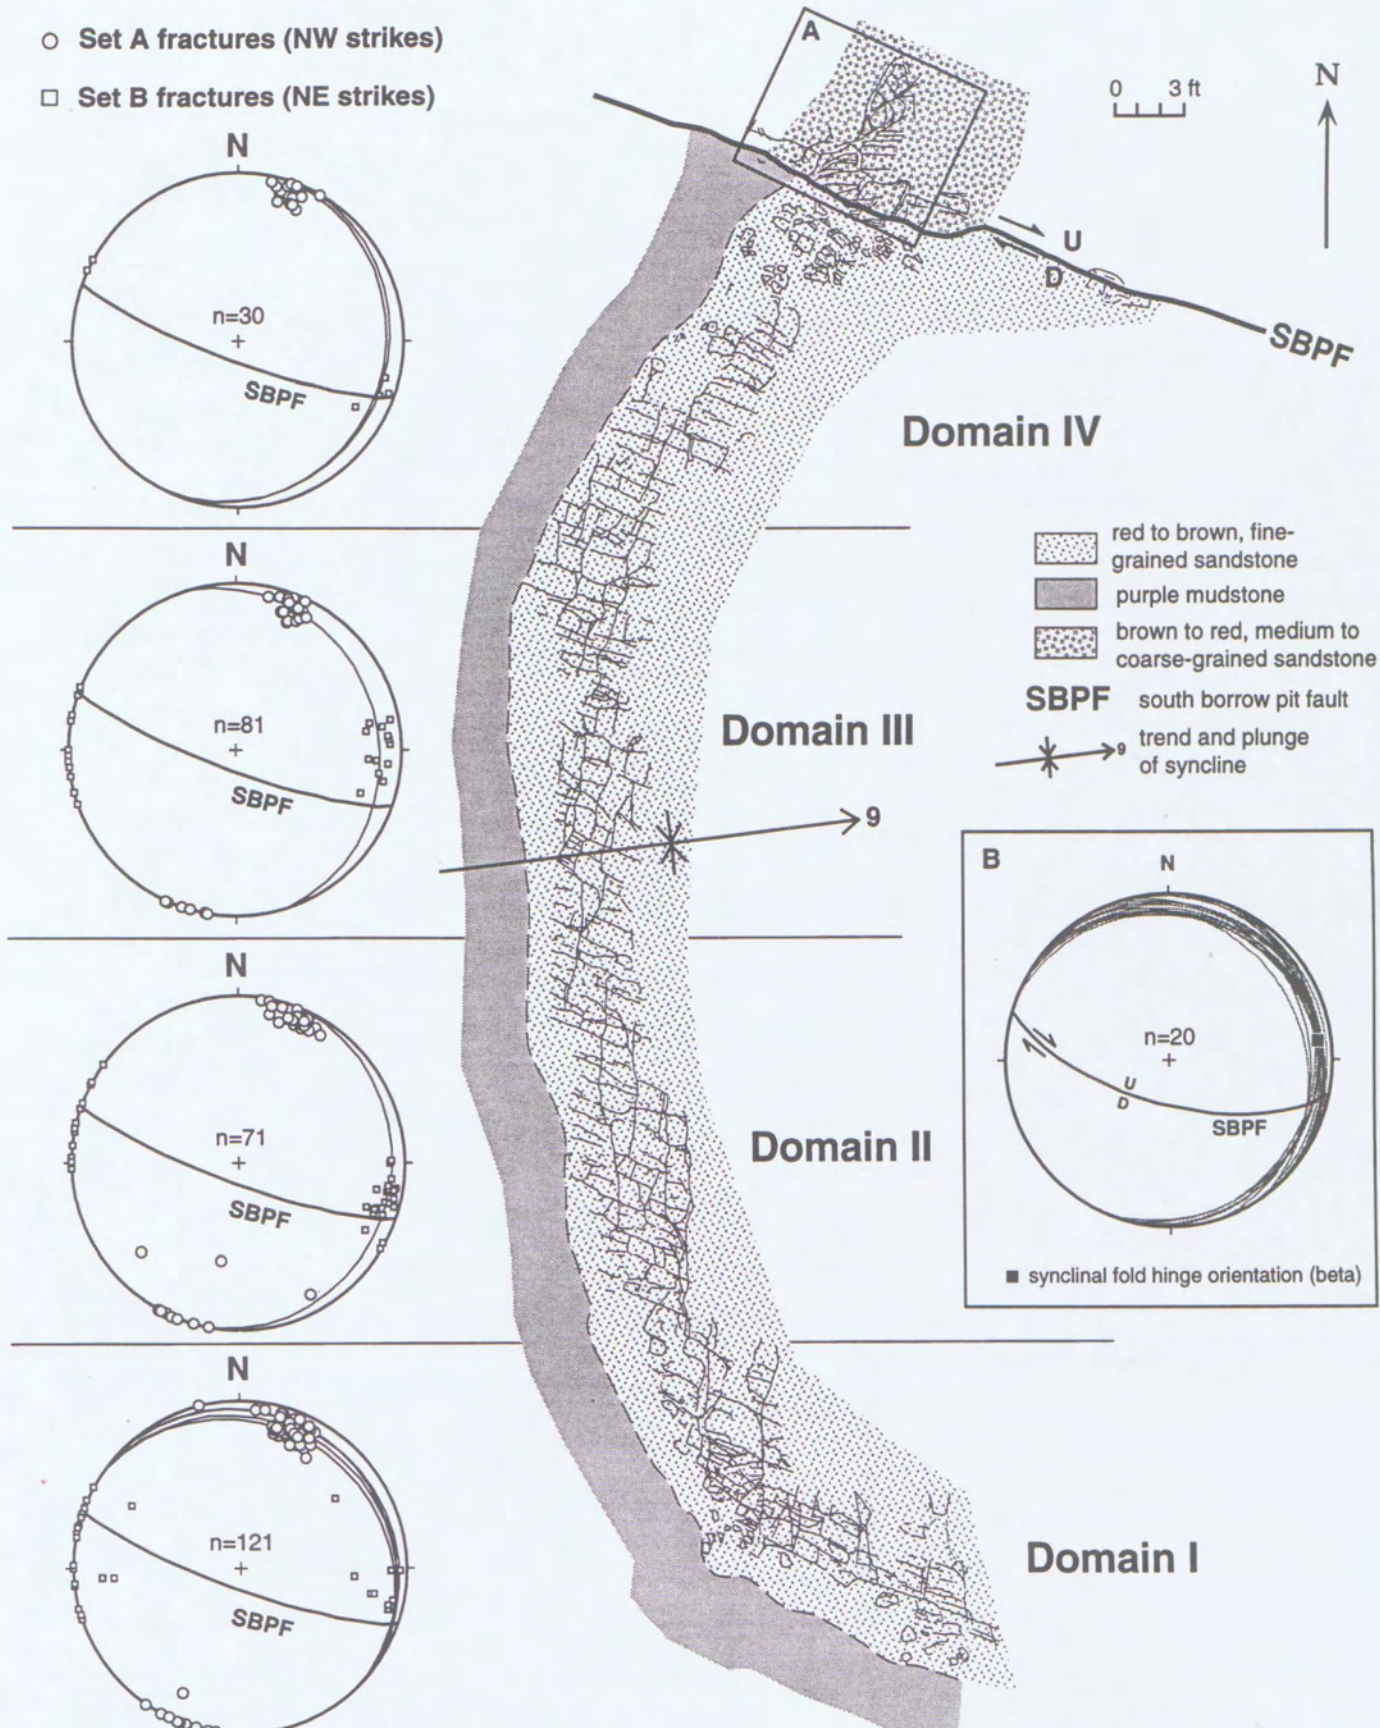 Set A fractures (NW strikes)
Set B fractures (NE strikes)
N
n=30
SBPF
A
0 3 ft
N
U
D
SBPF
Domain IV
red to brown, fine-
grained sandstone
purple mudstone
brown to red, medium to
coarse-grained sandstone
SBPF south borrow pit fault
9 trend and plunge
of syncline
N
n=81
SBPF
Domain III
9
B
N
n=20
U
D
SBPF
synclinal fold hinge orientation (beta)
N
n=71
SBPF
Domain II
N
n=121
SBPF
Domain I